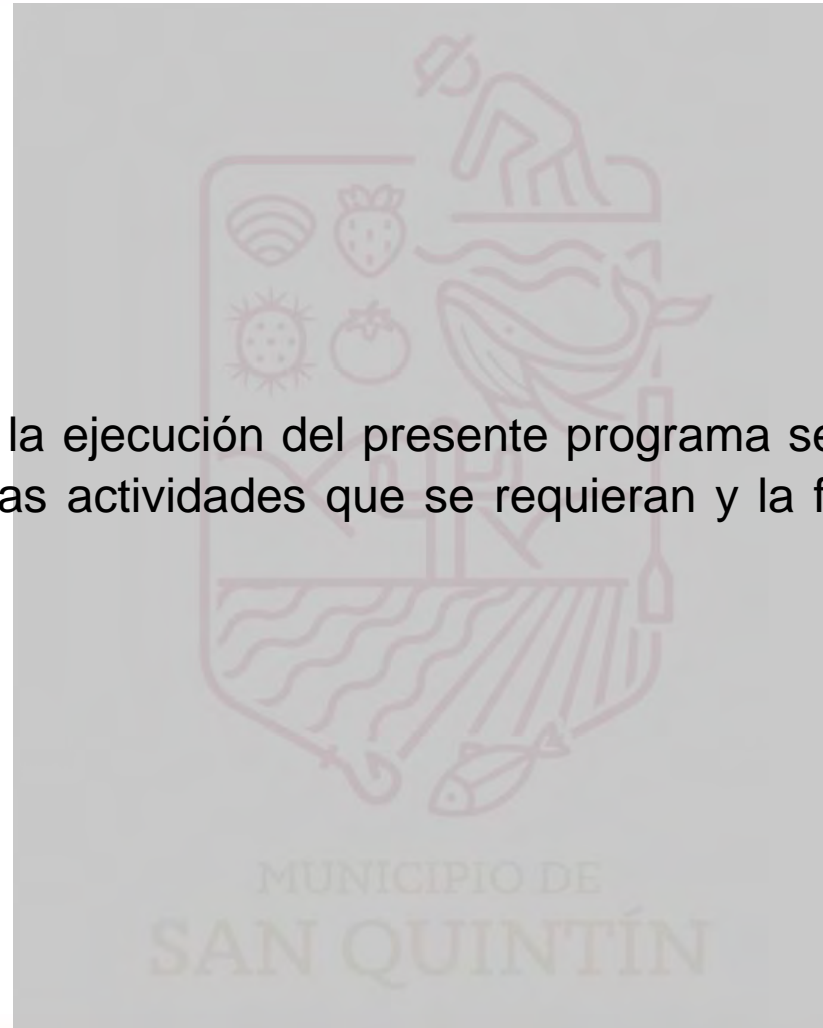 la ejecución del presente programa se
as actividades que se requieran y la f
MUNICIPIO DE
SAN QUINTÍN